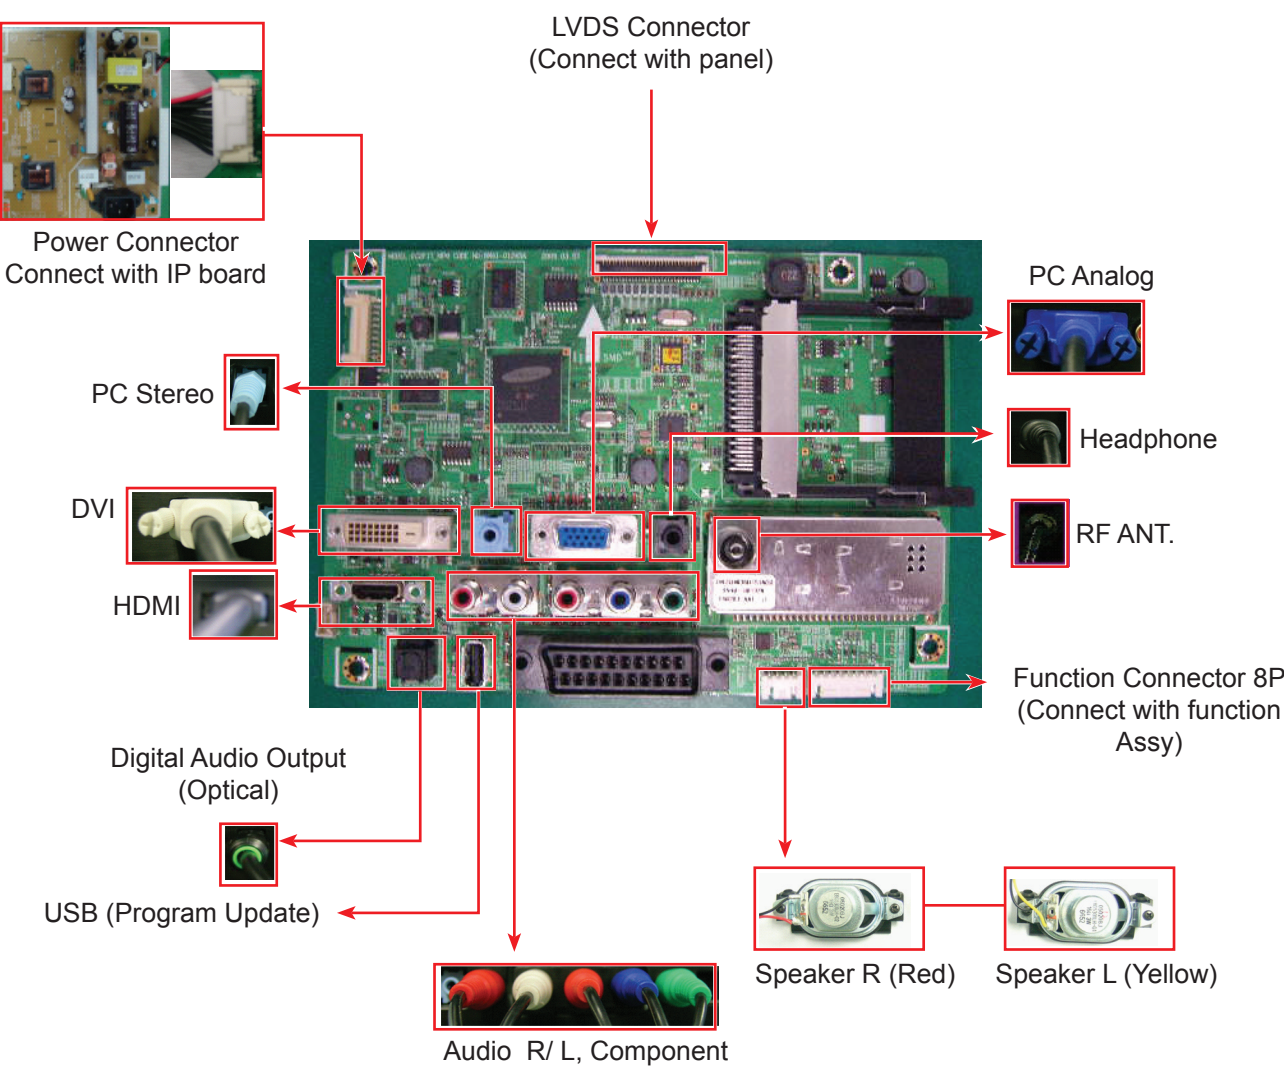 LVDS Connector
(Connect with panel)
Power Connector
Connect with IP board
PC Analog
PC Stereo
Headphone
DVI
RF ANT.
HDMI
Function Connector 8P
(Connect with function
Assy)
Digital Audio Output
(Optical)
USB (Program Update)
Speaker R (Red)
Speaker L (Yellow)
Audio R/ L, Component
SMD